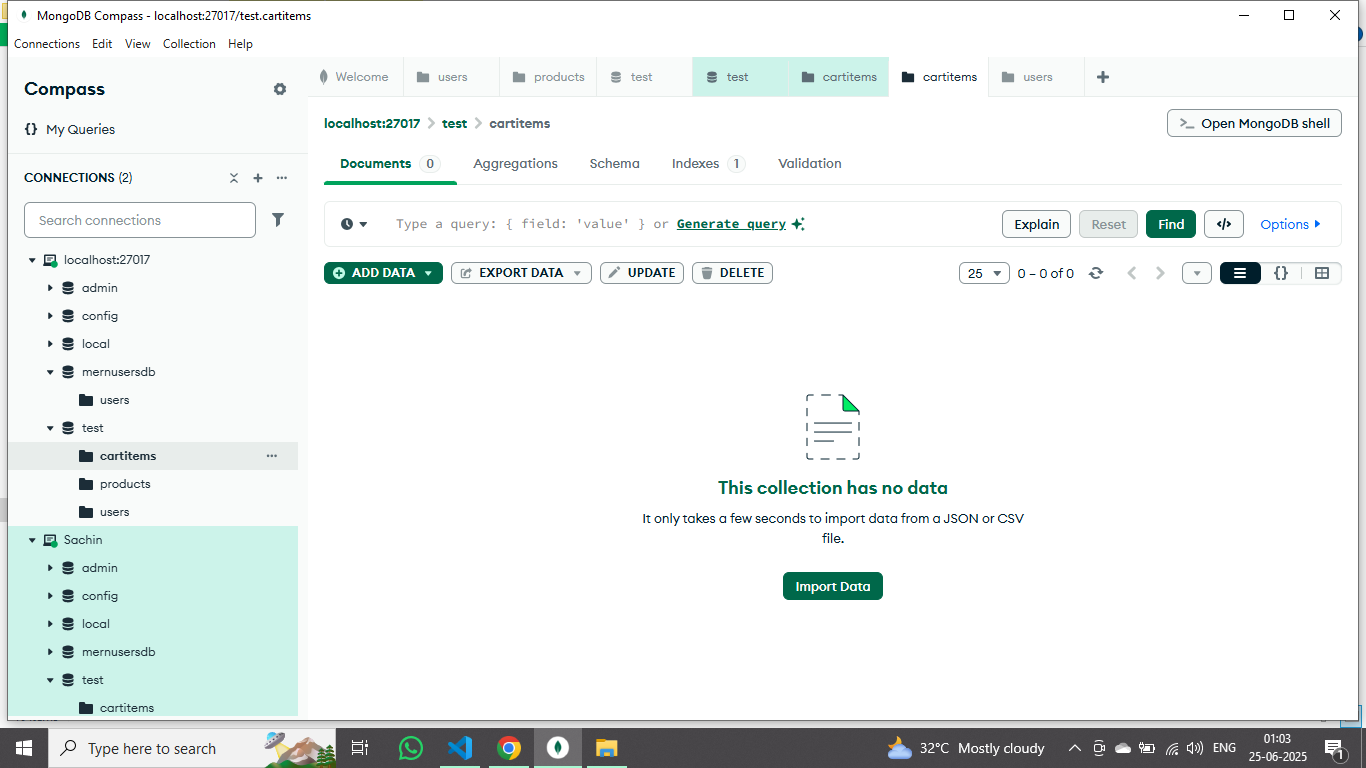 MongoDB Compass - localhost:27017/test.cartitems
Connections Edit View Collection Help
Compass
{} My Queries
CONNECTIONS (2)
Search connections
localhost:27017
admin
config
local
mernusersdb
users
test
cartitems
products
users
Sachin
admin
config
local
mernusersdb
test
cartitems
Welcome users products test test cartitems cartitems users
localhost:27017 > test > cartitems
>_ Open MongoDB shell
Documents 0 Aggregations Schema Indexes 1 Validation
Type a query: { field: 'value' } or Generate query
Explain Reset Find </> Options
ADD DATA EXPORT DATA UPDATE DELETE
25 0 – 0 of 0 {}
This collection has no data
It only takes a few seconds to import data from a JSON or CSV
file.
Import Data
Type here to search
32°C Mostly cloudy
ENG
01:03
25-06-2025
1